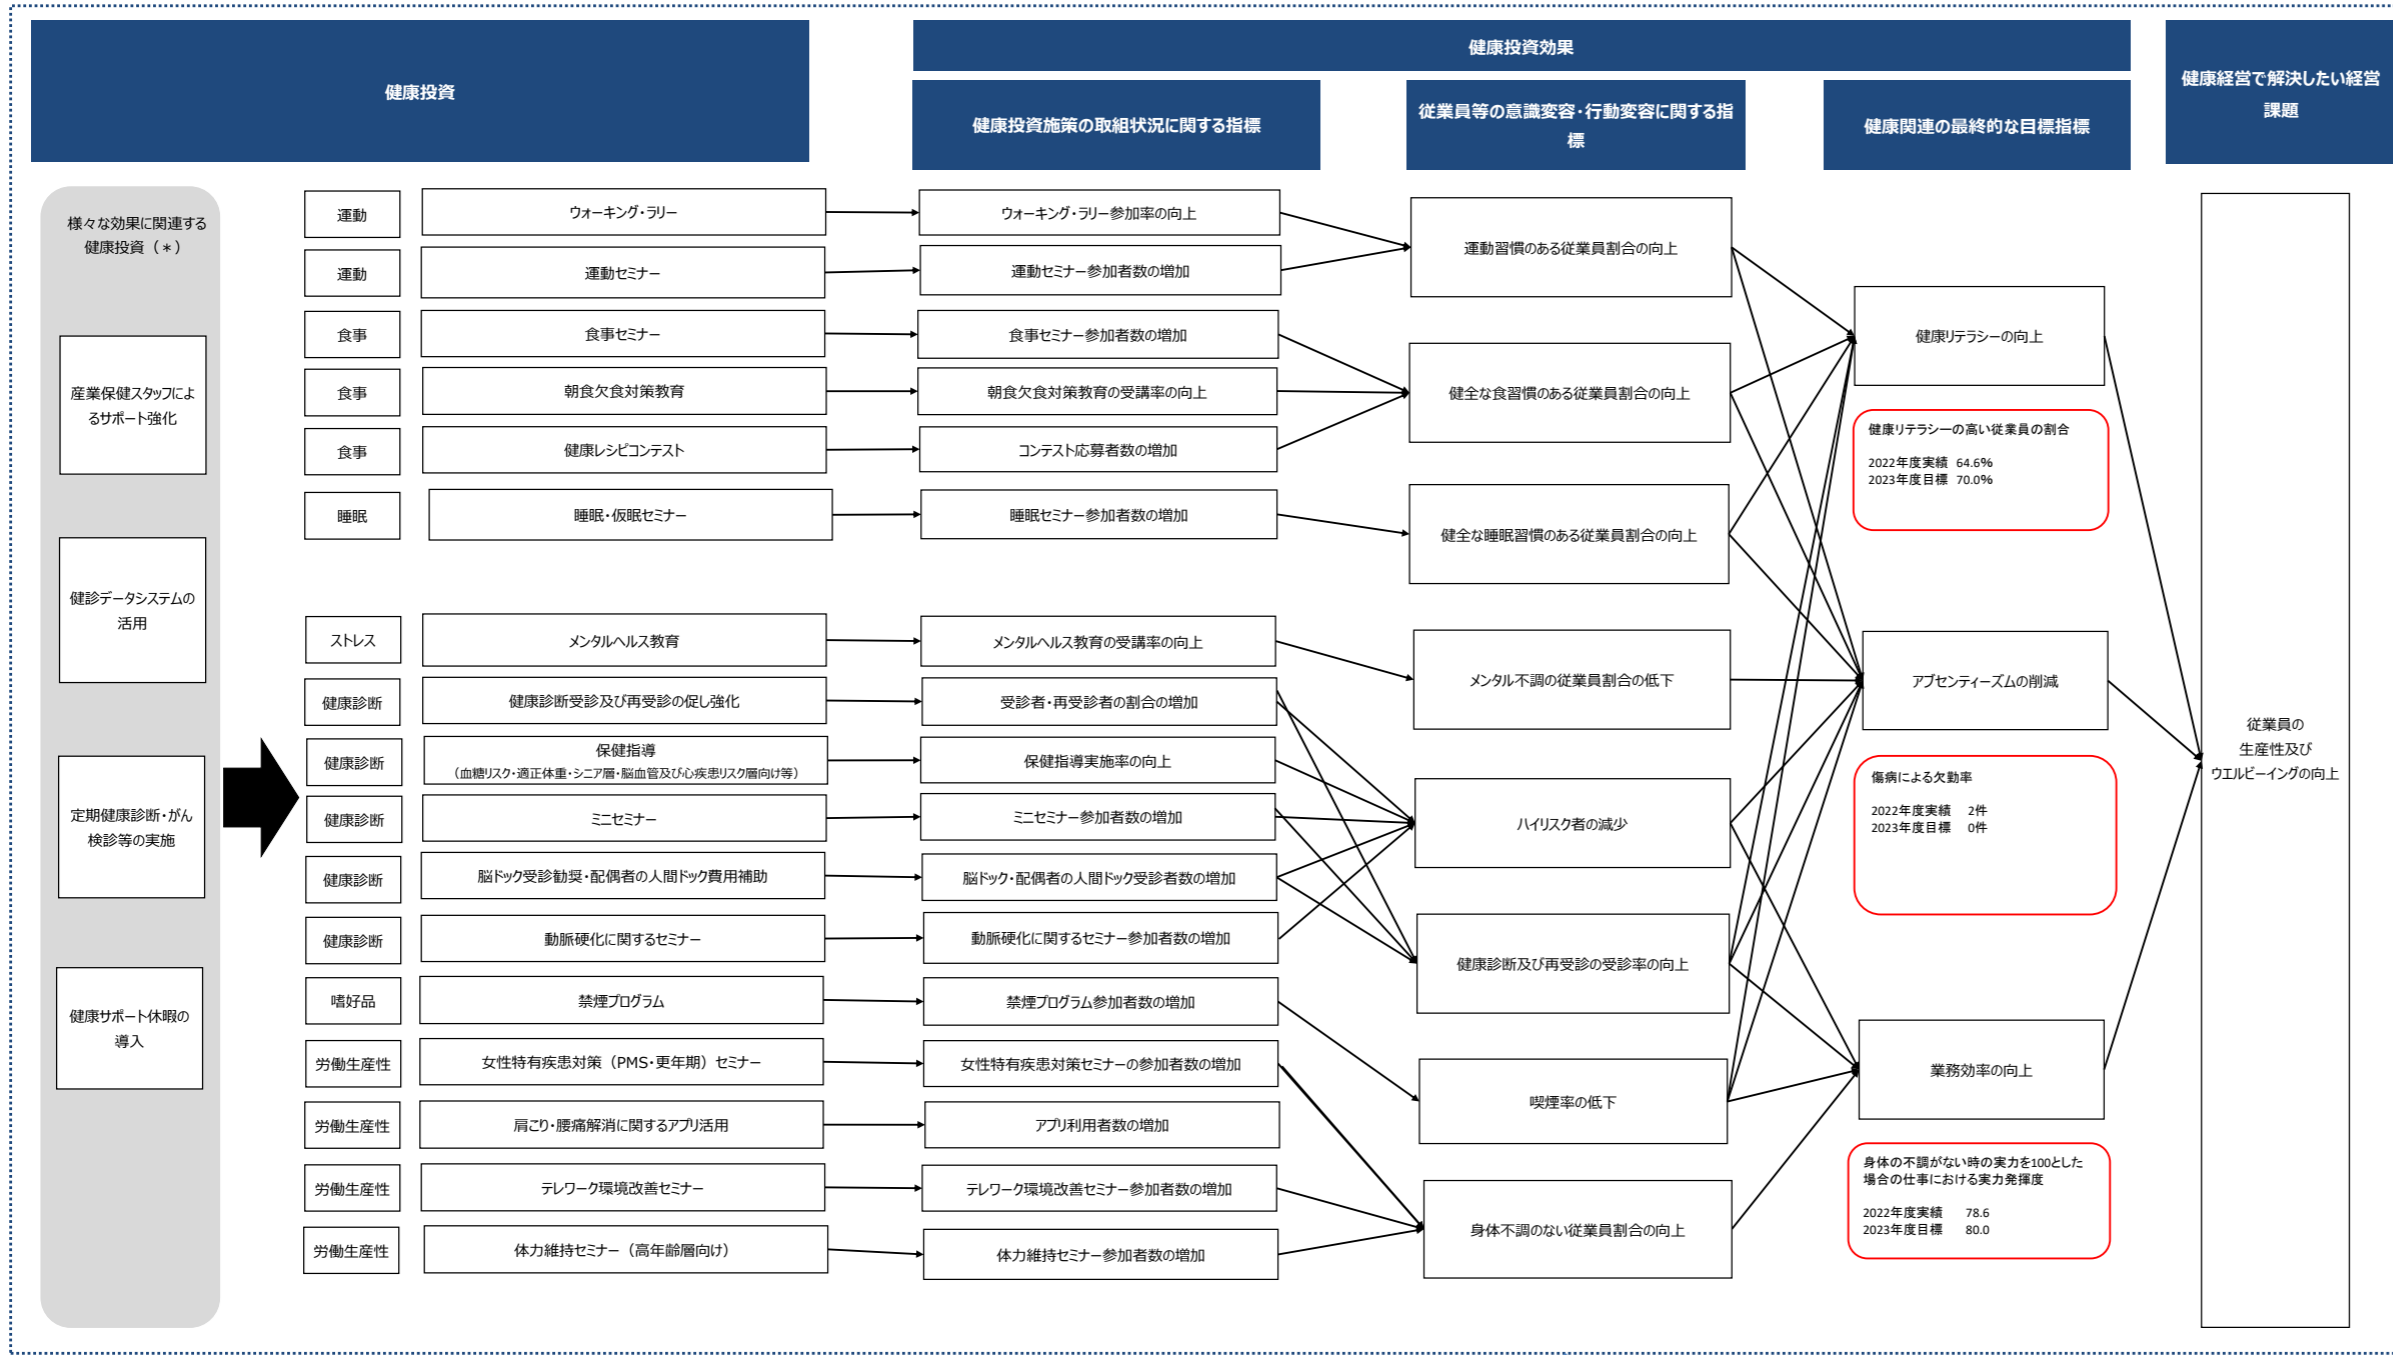 健康投資
健康投資効果
健康経営で解決したい経営
課題
健康投資施策の取組状況に関する指標
従業員等の意識変容・行動変容に関する指
標
健康関連の最終的な目標指標
様々な効果に関連する
健康投資（＊）
産業保健スタッフによ
るサポート強化
健診データシステムの
活用
定期健康診断・がん
検診等の実施
健康サポート休暇の
導入
運動
ウォーキング・ラリー
ウォーキング・ラリー参加率の向上
運動
運動セミナー
運動セミナー参加者数の増加
食事
食事セミナー
食事セミナー参加者数の増加
食事
朝食欠食対策教育
朝食欠食対策教育の受講率の向上
食事
健康レシピコンテスト
コンテスト応募者数の増加
睡眠
睡眠・仮眠セミナー
睡眠セミナー参加者数の増加
ストレス
メンタルヘルス教育
メンタルヘルス教育の受講率の向上
健康診断
健康診断受診及び再受診の促し強化
受診者・再受診者の割合の増加
健康診断
保健指導
（血糖リスク・適正体重・シニア層・脳血管及び心疾患リスク層向け等）
保健指導実施率の向上
健康診断
ミニセミナー
ミニセミナー参加者数の増加
健康診断
脳ドック受診勧奨・配偶者の人間ドック費用補助
脳ドック・配偶者の人間ドック受診者数の増加
健康診断
動脈硬化に関するセミナー
動脈硬化に関するセミナー参加者数の増加
嗜好品
禁煙プログラム
禁煙プログラム参加者数の増加
労働生産性
女性特有疾患対策（PMS・更年期）セミナー
女性特有疾患対策セミナーの参加者数の増加
労働生産性
肩こり・腰痛解消に関するアプリ活用
アプリ利用者数の増加
労働生産性
テレワーク環境改善セミナー
テレワーク環境改善セミナー参加者数の増加
労働生産性
体力維持セミナー（高年齢層向け）
体力維持セミナー参加者数の増加
運動習慣のある従業員割合の向上
健全な食習慣のある従業員割合の向上
健全な睡眠習慣のある従業員割合の向上
メンタル不調の従業員割合の低下
ハイリスク者の減少
健康診断及び再受診の受診率の向上
喫煙率の低下
身体不調のない従業員割合の向上
健康リテラシーの向上
健康リテラシーの高い従業員の割合
2022年度実績 64.6%
2023年度目標 70.0%
アブセンティーズムの削減
傷病による欠勤率
2022年度実績 2件
2023年度目標 0件
業務効率の向上
身体の不調がない時の実力を100とした
場合の仕事における実力発揮度
2022年度実績 78.6
2023年度目標 80.0
従業員の
生産性及び
ウエルビーイングの向上